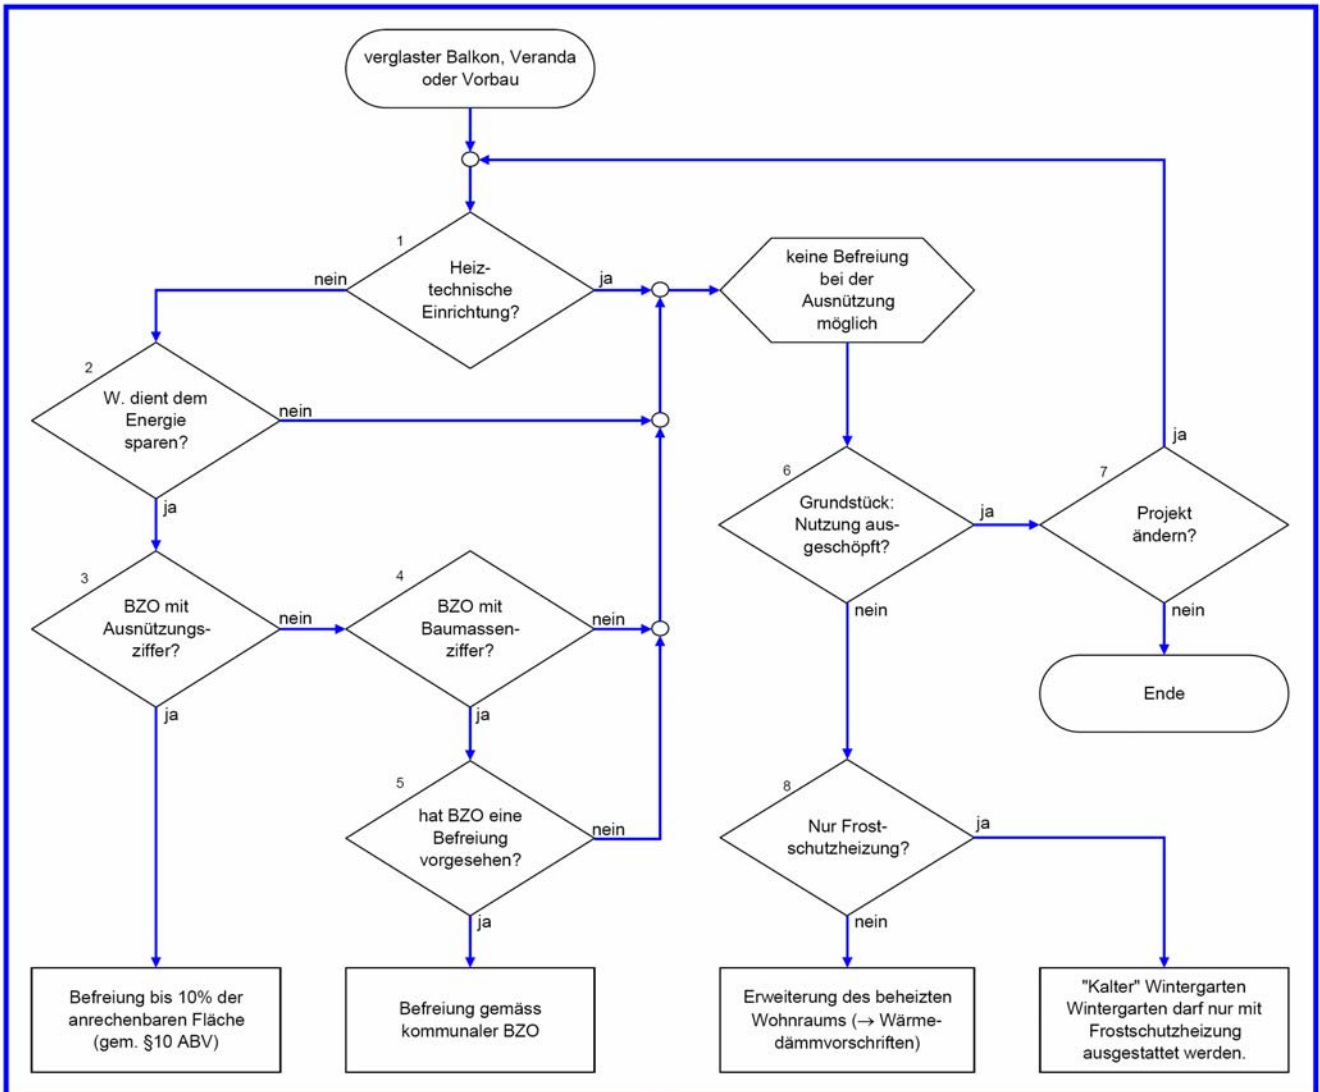 verglaster Balkon, Veranda
oder Vorbau
1
Heiz-
technische
Einrichtung?
nein
ja
keine Befreiung
bei der
Ausnützung
möglich
2
W. dient dem
Energie
sparen?
nein
ja
3
BZO mit
Ausnützungs-
ziffer?
nein
ja
4
BZO mit
Baumassen-
ziffer?
nein
ja
5
hat BZO eine
Befreiung
vorgesehen?
nein
ja
6
Grundstück:
Nutzung aus-
geschöpft?
ja
nein
7
Projekt
ändern?
ja
nein
Ende
8
Nur Frost-
schutzheizung?
ja
nein
Befreiung bis 10% der
anrechenbaren Fläche
(gem. §10 ABV)
Befreiung gemäss
kommunaler BZO
Erweiterung des beheizten
Wohnraums (→ Wärme-
dämmvorschriften)
"Kalter" Wintergarten
Wintergarten darf nur mit
Frostschutzheizung
ausgestattet werden.